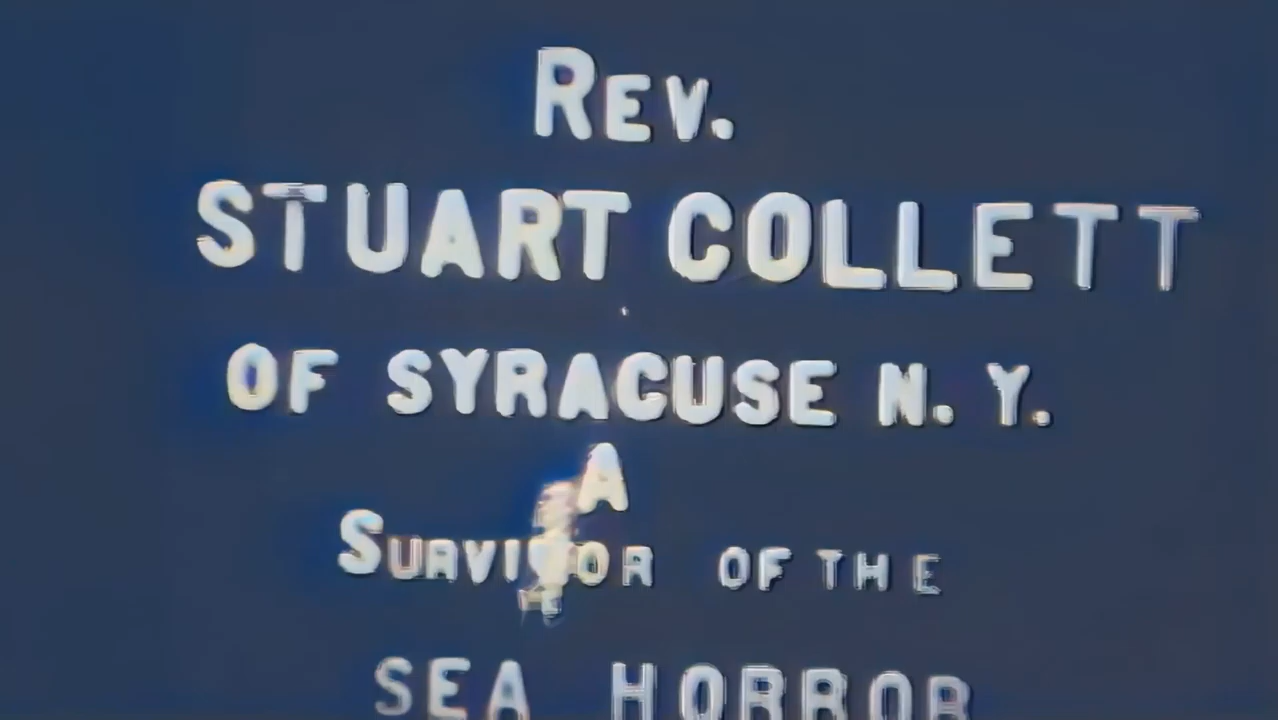 REV.
STUART COLLETT
OF SYRACUSE N. Y.
A
SURVIVOR OF THE
SEA HORROR